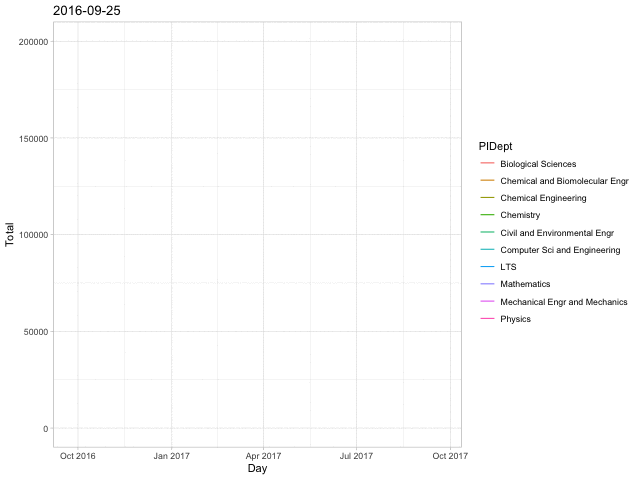 2016-09-25
200000
150000
100000
50000
0
Total
Oct 2016
Jan 2017
Apr 2017
Jul 2017
Oct 2017
Day
PIDept
Biological Sciences
Chemical and Biomolecular Engr
Chemical Engineering
Chemistry
Civil and Environmental Engr
Computer Sci and Engineering
LTS
Mathematics
Mechanical Engr and Mechanics
Physics